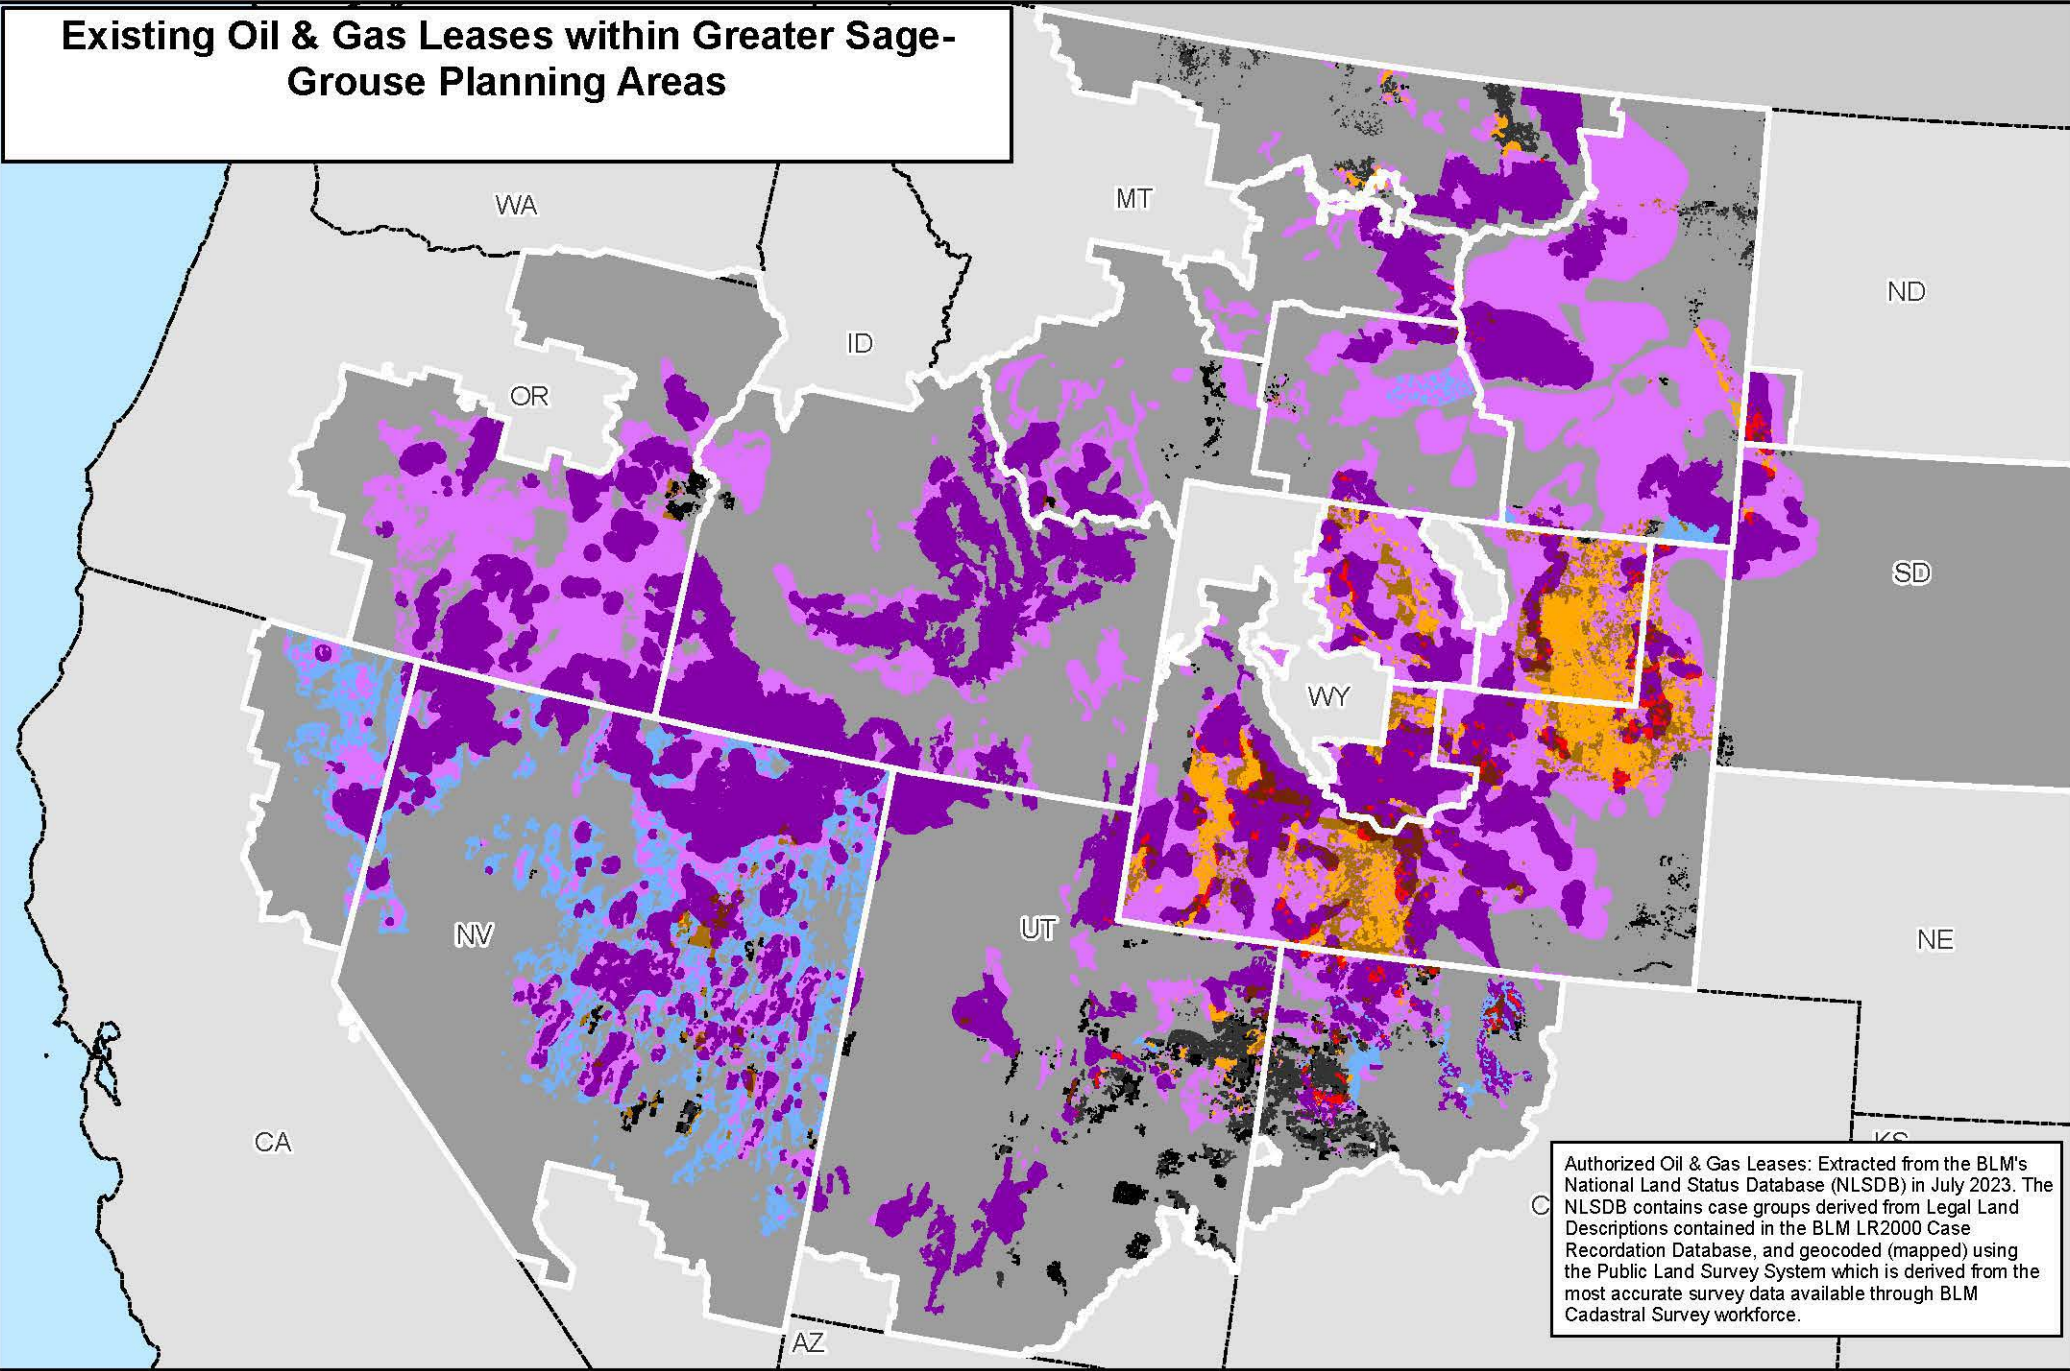 Existing Oil & Gas Leases within Greater Sage-
Grouse Planning Areas
WA
MT
ND
ID
OR
SD
WY
NV
UT
NE
CA
KS
C
AZ
Authorized Oil & Gas Leases: Extracted from the BLM's
National Land Status Database (NLSDB) in July 2023. The
NLSDB contains case groups derived from Legal Land
Descriptions contained in the BLM LR2000 Case
Recordation Database, and geocoded (mapped) using
the Public Land Survey System which is derived from the
most accurate survey data available through BLM
Cadastral Survey workforce.